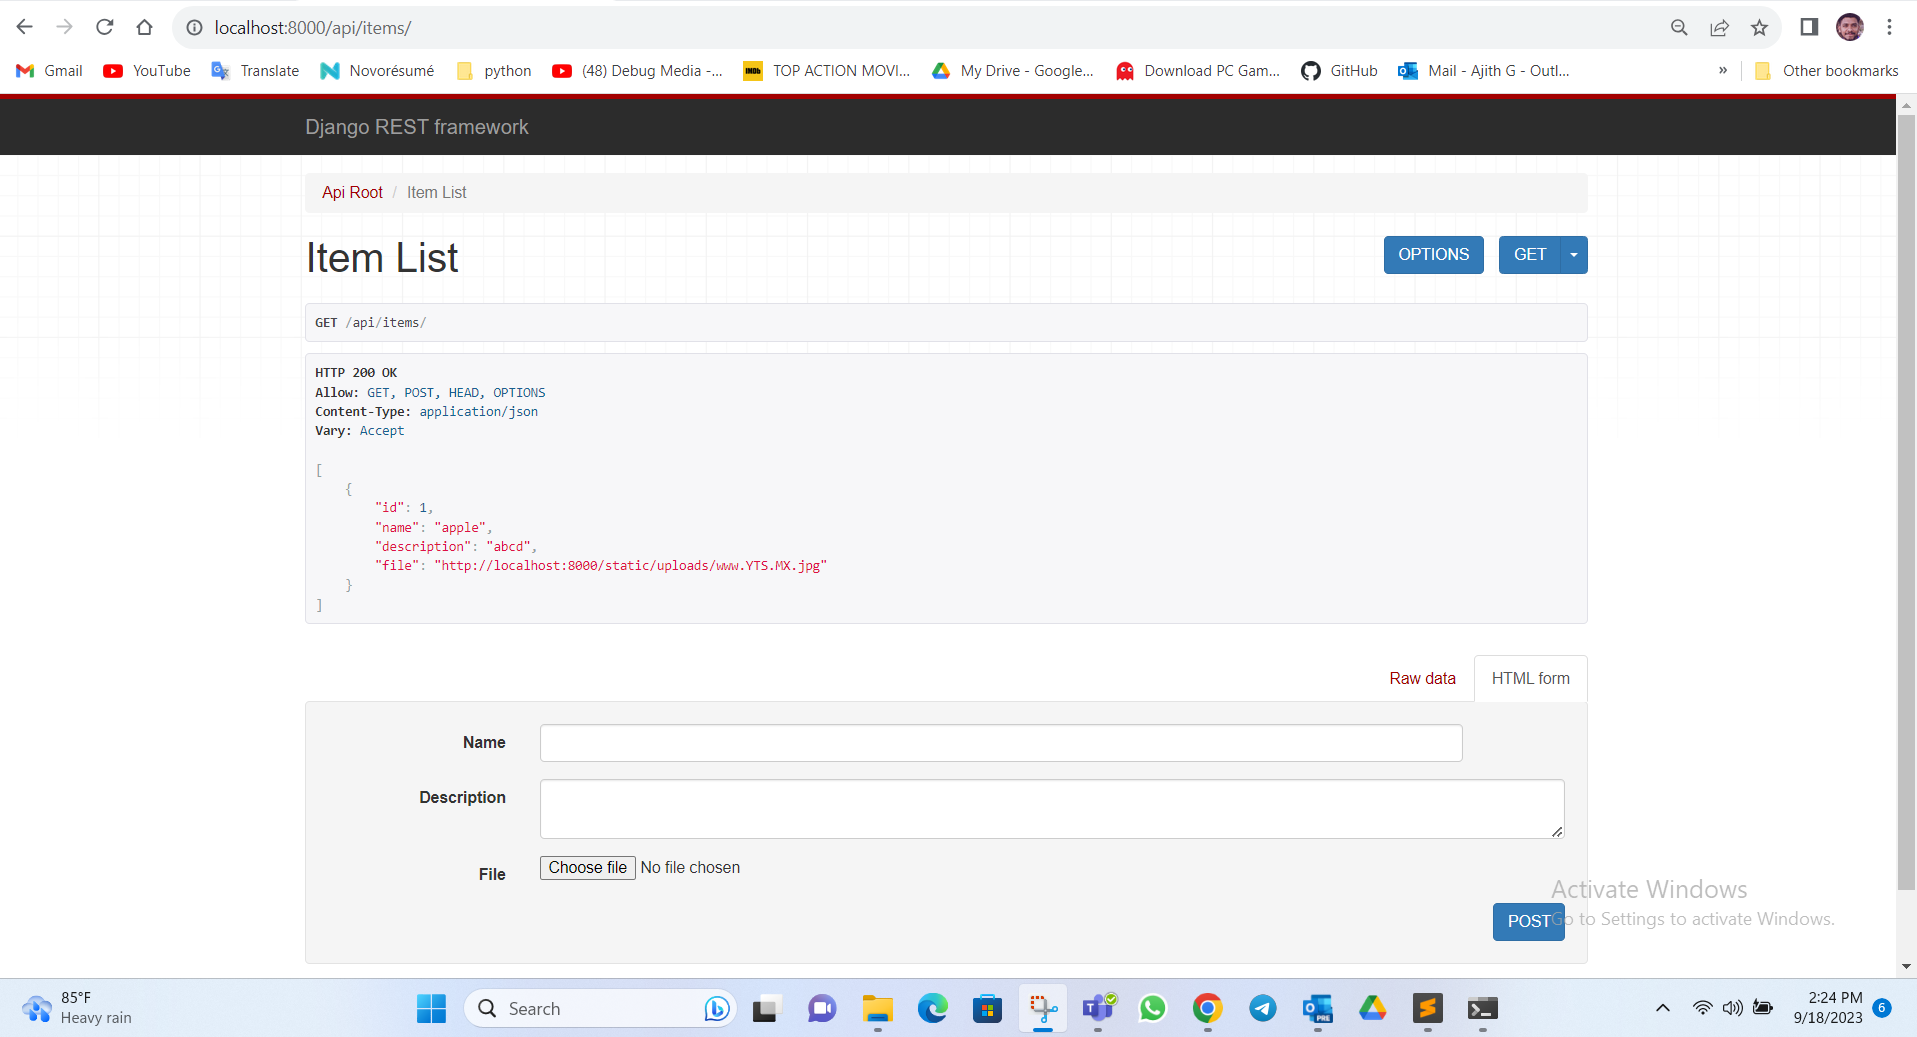 localhost:8000/api/items/
Gmail YouTube Translate Novorésumé python (48) Debug Media -... TOP ACTION MOVI... My Drive - Google... Download PC Gam... GitHub Mail - Ajith G - Outl... » Other bookmarks
Django REST framework
Api Root / Item List
Item List OPTIONS GET
GET /api/items/
HTTP 200 OK
Allow: GET, POST, HEAD, OPTIONS
Content-Type: application/json
Vary: Accept
[
{
"id": 1,
"name": "apple",
"description": "abcd",
"file": "http://localhost:8000/static/uploads/www.YTS.MX.jpg"
}
]
Raw data HTML form
Name
Description
File Choose file No file chosen
Activate Windows
POST Go to Settings to activate Windows.
85°F
Heavy rain
Search
2:24 PM
9/18/2023 6